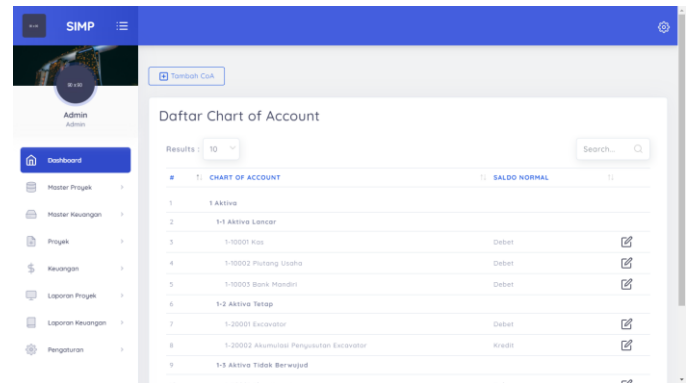 SIMP
Tambah CoA
30 x 30
Admin
Admin
Dashboard
Master Proyek
Master Keuangan
Proyek
Keuangan
Laporan Proyek
Laporan Keuangan
Pengaturan
Daftar Chart of Account
Results : 10
Search...
# CHART OF ACCOUNT SALDO NORMAL
1 1 Aktiva
2 1-1 Aktiva Lancar
3 1-10001 Kas Debet
4 1-10002 Piutang Usaha Debet
5 1-10003 Bank Mandiri Debet
6 1-2 Aktiva Tetap
7 1-20001 Excavator Debet
8 1-20002 Akumulasi Penyusutan Excavator Kredit
9 1-3 Aktiva Tidak Berwujud